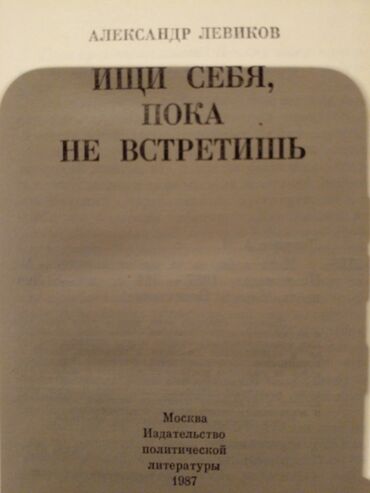 АЛЕКСАНДР ЛЕВИКОВ
ИЩИ СЕБЯ,
ПОКА
НЕ ВСТРЕТИШЬ
Москва
Издательство
политической
литературы
1987